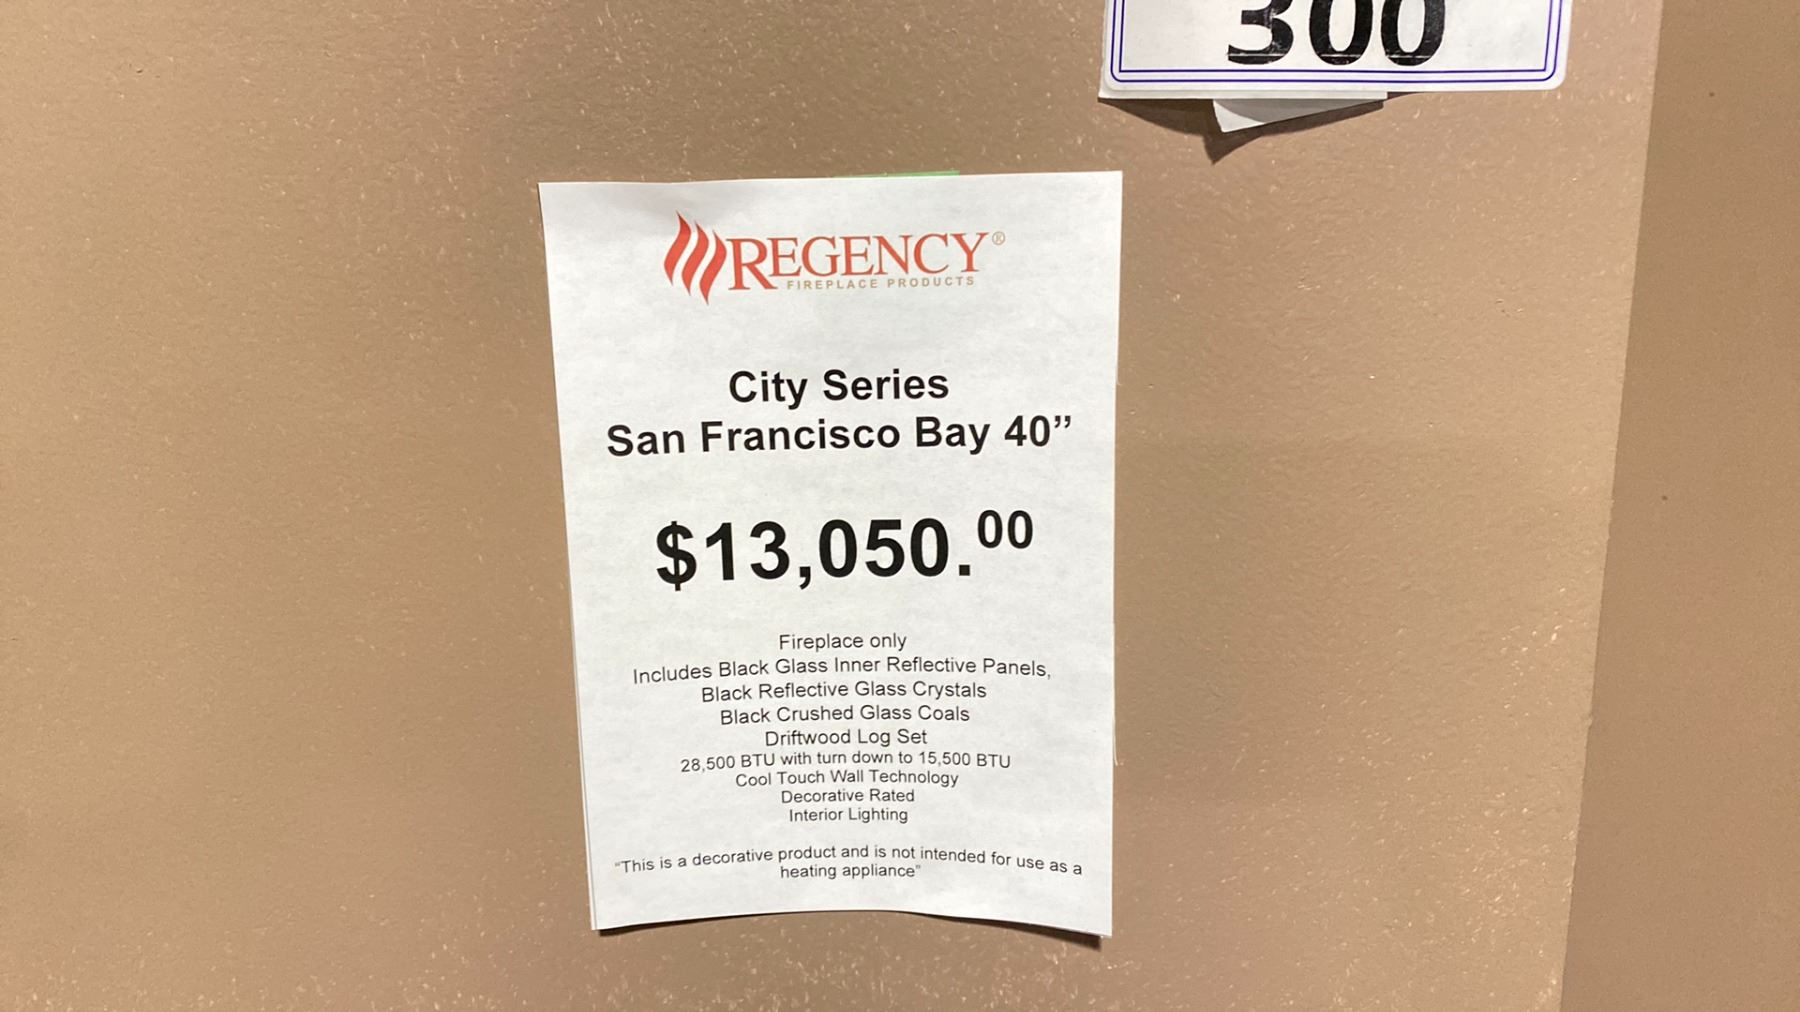 300
REGENCY®
FIREPLACE PRODUCTS
City Series
San Francisco Bay 40”
$13,050.00
Fireplace only
Includes Black Glass Inner Reflective Panels,
Black Reflective Glass Crystals
Black Crushed Glass Coals
Driftwood Log Set
28,500 BTU with turn down to 15,500 BTU
Cool Touch Wall Technology
Decorative Rated
Interior Lighting
"This is a decorative product and is not intended for use as a
heating appliance"